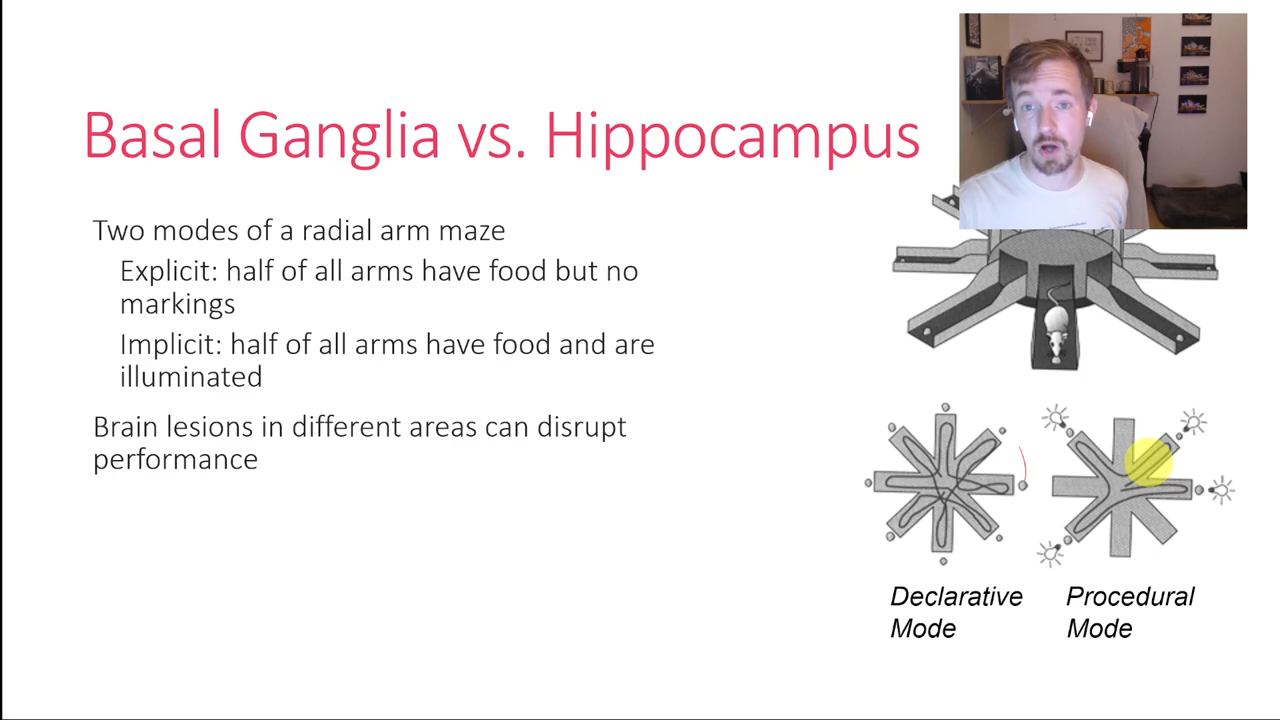 Basal Ganglia vs. Hippocampus
Two modes of a radial arm maze
Explicit: half of all arms have food but no
markings
Implicit: half of all arms have food and are
illuminated
Brain lesions in different areas can disrupt
performance
Declarative
Mode
Procedural
Mode